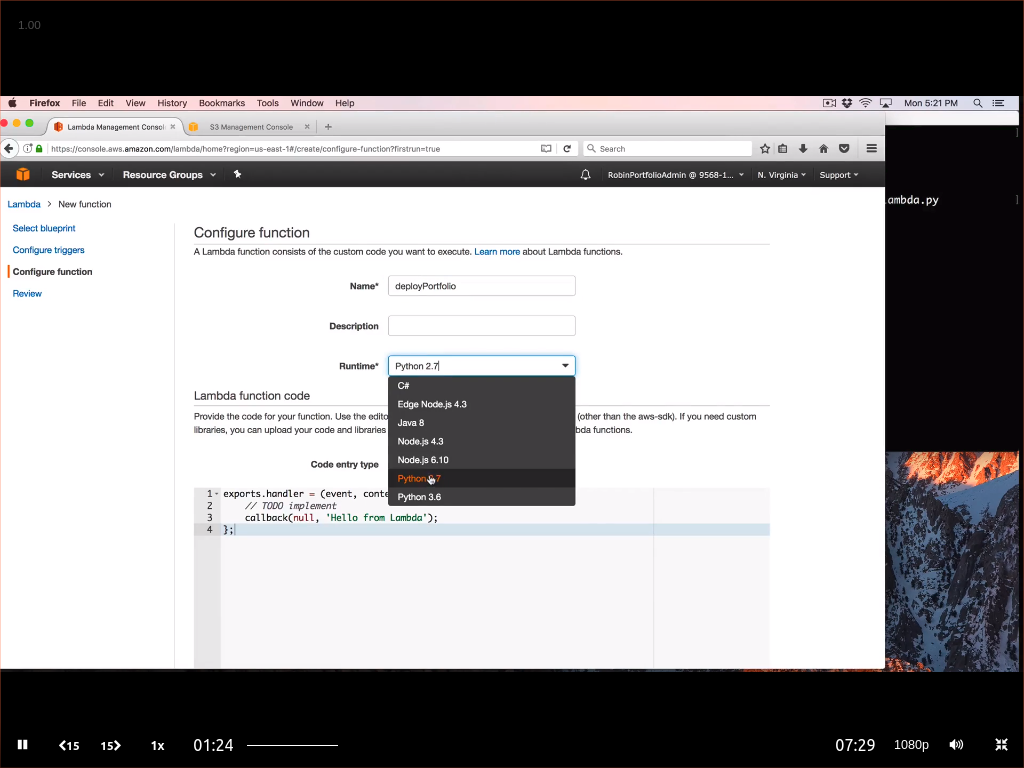 1.00
Firefox File Edit View History Bookmarks Tools Window Help Mon 5:21 PM
Lambda Management Consol × S3 Management Console × +
https://console.aws.amazon.com/lambda/home?region=us-east-1#/create/configure-function?firstrun=true Search
Services Resource Groups RobinPortfolioAdmin @ 9568-1... N. Virginia Support
ambda.py
Lambda > New function
Select blueprint
Configure triggers
Configure function
Review
Configure function
A Lambda function consists of the custom code you want to execute. Learn more about Lambda functions.
Name* deployPortfolio
Description
Runtime* Python 2.7
C#
Edge Node.js 4.3
Java 8
Node.js 4.3
Node.js 6.10
Python 2.7
Python 3.6
Lambda function code
Provide the code for your function. Use the edito (other than the aws-sdk). If you need custom
libraries, you can upload your code and libraries bda functions.
Code entry type
1 exports.handler = (event, conte
2 // TODO implement
3 callback(null, 'Hello from Lambda');
4 };
15 15 1x 01:24 07:29 1080p